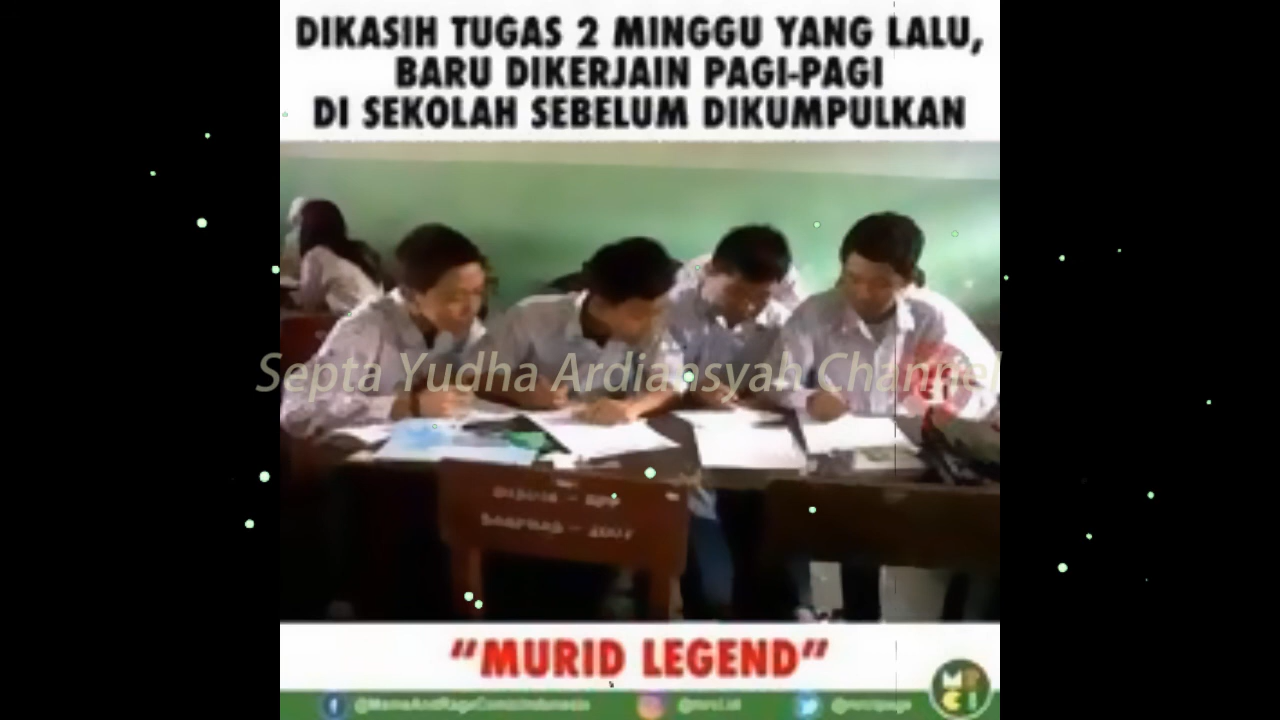 DIKASIH TUGAS 2 MINGGU YANG LALU,
BARU DIKERJAIN PAGI-PAGI
DI SEKOLAH SEBELUM DIKUMPULKAN
Septa Yudha Ardiansyah Channel
"MURID LEGEND"
@MemeAndRageComicIndonesia